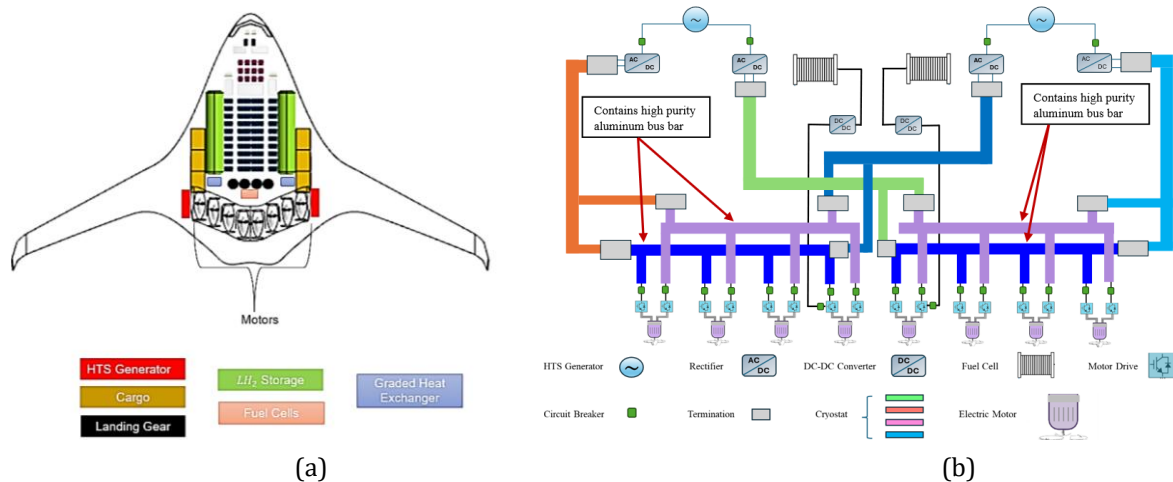 Motors
HTS Generator
Cargo
Landing Gear
LH₂ Storage
Fuel Cells
Graded Heat
Exchanger
(a)
AC
DC
AC
DC
AC
DC
AC
DC
Contains high purity
aluminum bus bar
DC
DC
DC
DC
Contains high purity
aluminum bus bar
HTS Generator
Rectifier
AC
DC
DC-DC Converter
DC
DC
Fuel Cell
Motor Drive
Circuit Breaker
Termination
Cryostat
Electric Motor
(b)